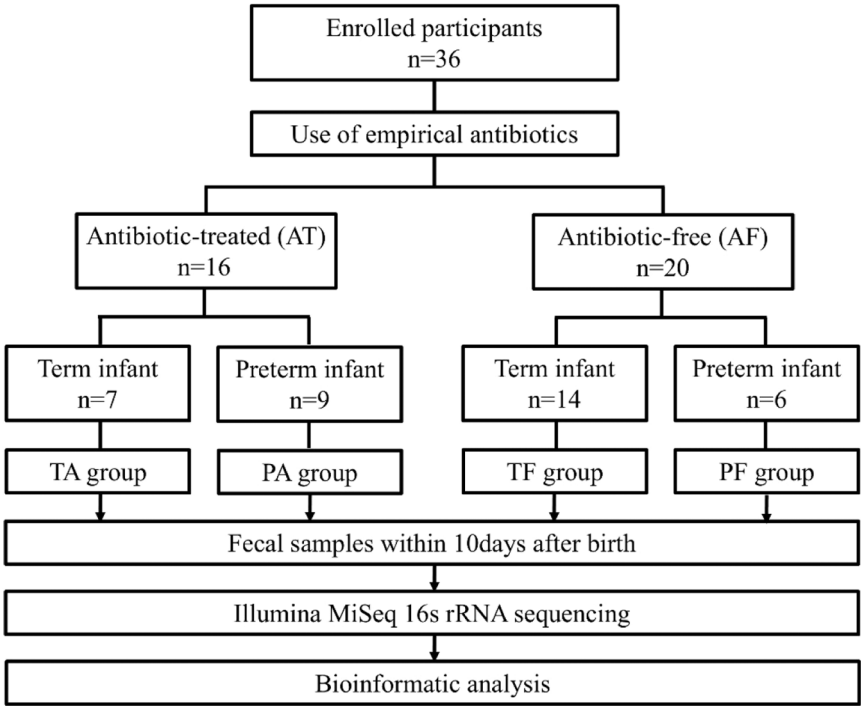 Enrolled participants
n=36
Use of empirical antibiotics
Antibiotic-treated (AT)
n=16
Antibiotic-free (AF)
n=20
Term infant
n=7
Preterm infant
n=9
Term infant
n=14
Preterm infant
n=6
TA group
PA group
TF group
PF group
Fecal samples within 10days after birth
Illumina MiSeq 16s rRNA sequencing
Bioinformatic analysis